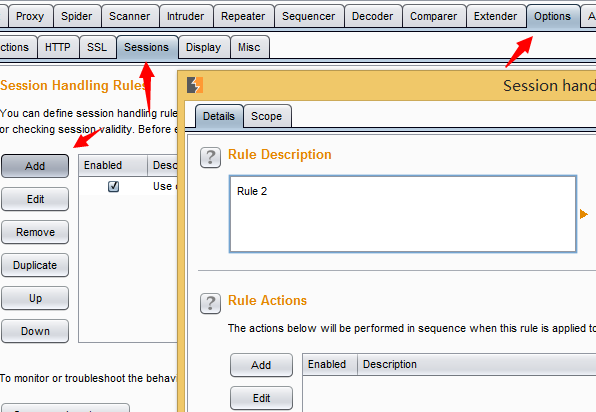 Proxy Spider Scanner Intruder Repeater Sequencer Decoder Comparer Extender Options A
ctions HTTP SSL Sessions Display Misc
Session Handling Rules
You can define session handling rule
or checking session validity. Before e
Add
Edit
Remove
Duplicate
Up
Down
Enabled Desc
Use
To monitor or troubleshoot the behavi
Session hand
Details Scope
? Rule Description
Rule 2
? Rule Actions
The actions below will be performed in sequence when this rule is applied to
Add
Edit
Enabled Description